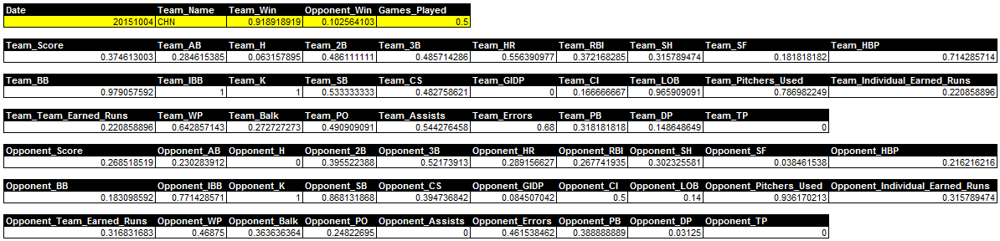 Date Team_Name Team_Win Opponent_Win Games_Played
20151004 CHN 0.918918919 0.102564103 0.5
Team_Score Team_AB Team_H Team_2B Team_3B Team_HR Team_RBI Team_SH Team_SF Team_HBP
0.374613003 0.284615385 0.063157895 0.486111111 0.485714286 0.556390977 0.372168285 0.315789474 0.181818182 0.714285714
Team_BB Team_IBB Team_K Team_SB Team_CS Team_GIDP Team_CI Team_LOB Team_Pitchers_Used Team_Individual_Earned_Runs
0.979057592 1 1 0.533333333 0.482758621 0 0.166666667 0.965909091 0.786982249 0.220858896
Team_Team_Earned_Runs Team_WP Team_Balk Team_PO Team_Assists Team_Errors Team_PB Team_DP Team_TP
0.220858896 0.642857143 0.272727273 0.490909091 0.544276458 0.68 0.318181818 0.148648649 0
Opponent_Score Opponent_AB Opponent_H Opponent_2B Opponent_3B Opponent_HR Opponent_RBI Opponent_SH Opponent_SF Opponent_HBP
0.268518519 0.230283912 0 0.395522388 0.52173913 0.289156627 0.267741935 0.302325581 0.038461538 0.216216216
Opponent_BB Opponent_IBB Opponent_K Opponent_SB Opponent_CS Opponent_GIDP Opponent_CI Opponent_LOB Opponent_Pitchers_Used Opponent_Individual_Earned_Runs
0.183098592 0.771428571 1 0.868131868 0.394736842 0.084507042 0.5 0.14 0.936170213 0.315789474
Opponent_Team_Earned_Runs Opponent_WP Opponent_Balk Opponent_PO Opponent_Assists Opponent_Errors Opponent_PB Opponent_DP Opponent_TP
0.316831683 0.46875 0.363636364 0.24822695 0 0.461538462 0.388888889 0.03125 0